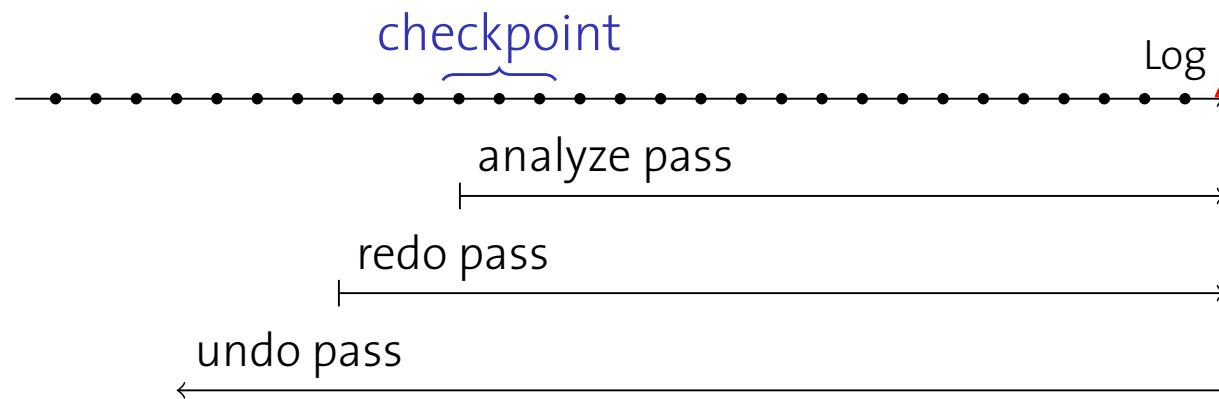 checkpoint
Log
analyze pass
redo pass
undo pass